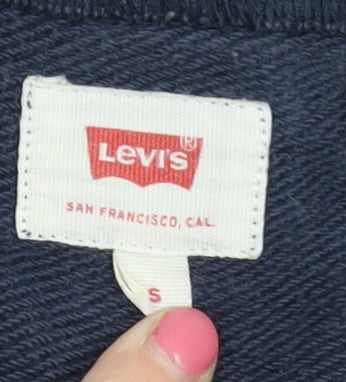 LEVI'S®
SAN FRANCISCO, CAL.
S